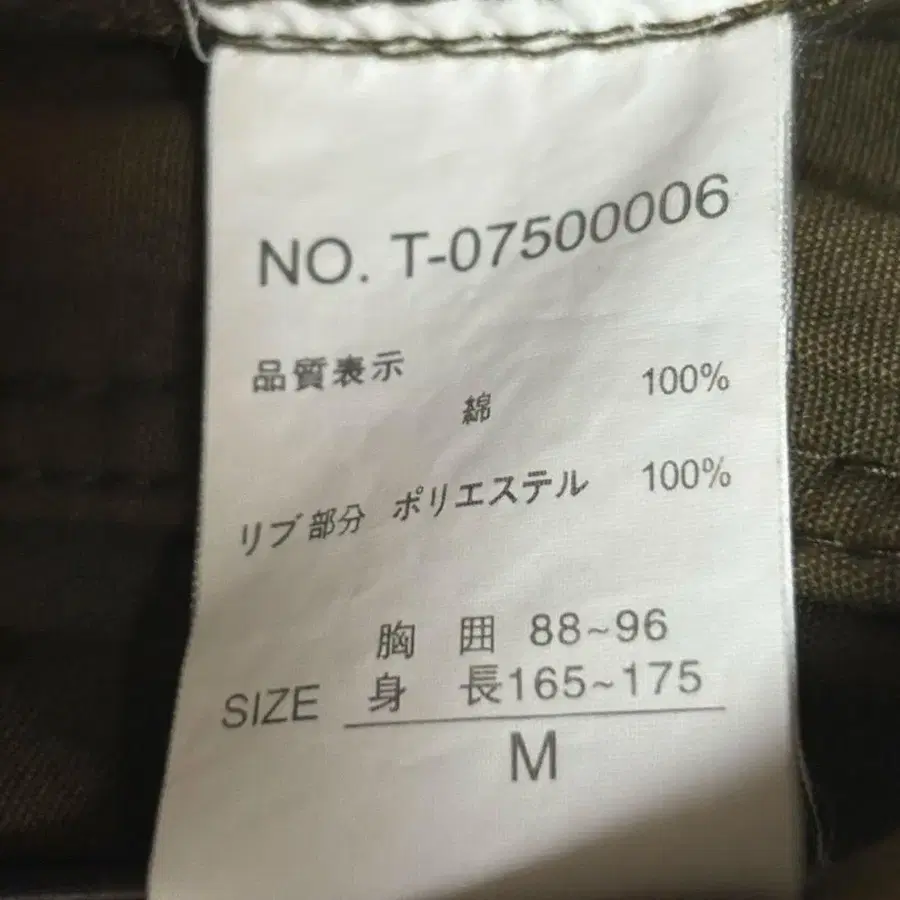 NO. T-07500006
品質表示
綿 100%
リブ部分 ポリエステル 100%
胸 囲 88~96
SIZE 身 長165~175
M